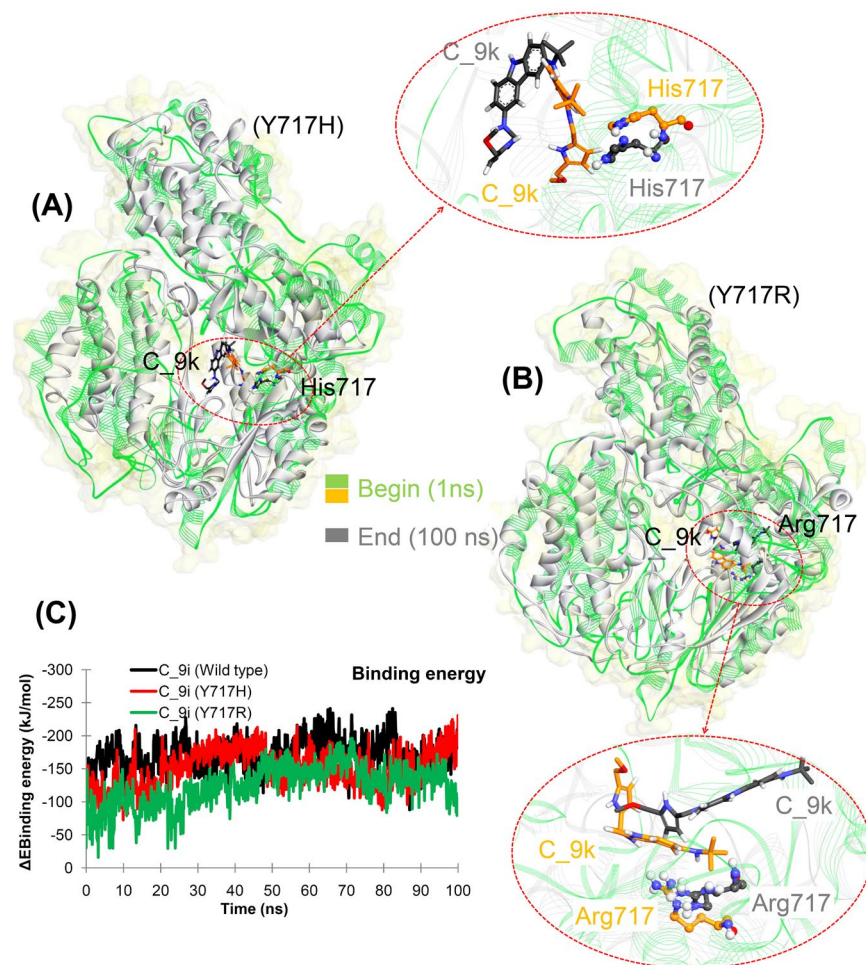 C_9k
His717
His717
C_9k
(Y717H)
(A)
C_9k
His717
(Y717R)
(B)
Begin (1ns)
End (100 ns)
C_9k
Arg717
(C)
Binding energy
C_9i (Wild type)
C_9i (Y717H)
C_9i (Y717R)
-300
-250
-200
-150
-100
-50
0
ΔEBinding energy (kJ/mol)
0 10 20 30 40 50 60 70 80 90 100
Time (ns)
C_9k
C_9k
Arg717
Arg717